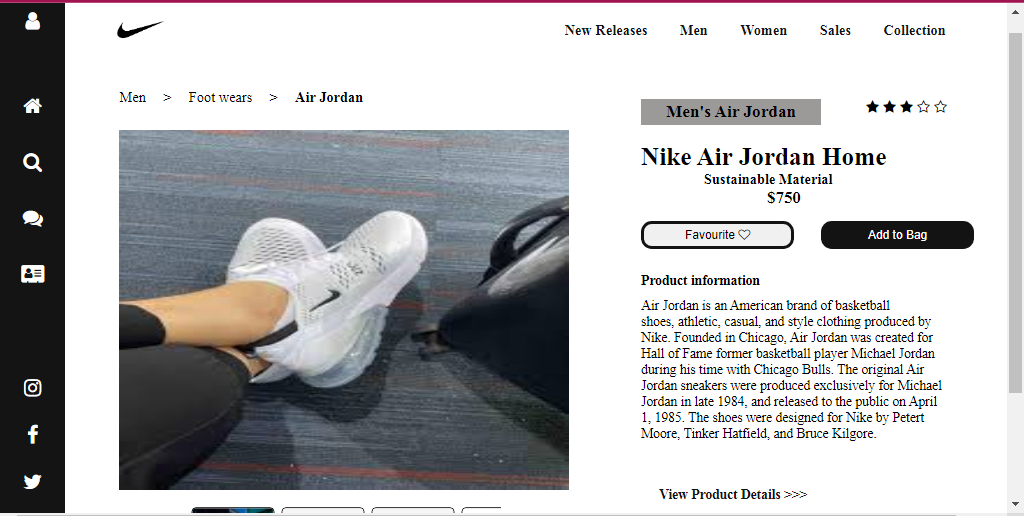 New Releases Men Women Sales Collection
Men > Foot wears > Air Jordan
Men's Air Jordan
Nike Air Jordan Home
Sustainable Material
$750
Favourite Add to Bag
Product information
Air Jordan is an American brand of basketball
shoes, athletic, casual, and style clothing produced by
Nike. Founded in Chicago, Air Jordan was created for
Hall of Fame former basketball player Michael Jordan
during his time with Chicago Bulls. The original Air
Jordan sneakers were produced exclusively for Michael
Jordan in late 1984, and released to the public on April
1, 1985. The shoes were designed for Nike by Petert
Moore, Tinker Hatfield, and Bruce Kilgore.
View Product Details >>>